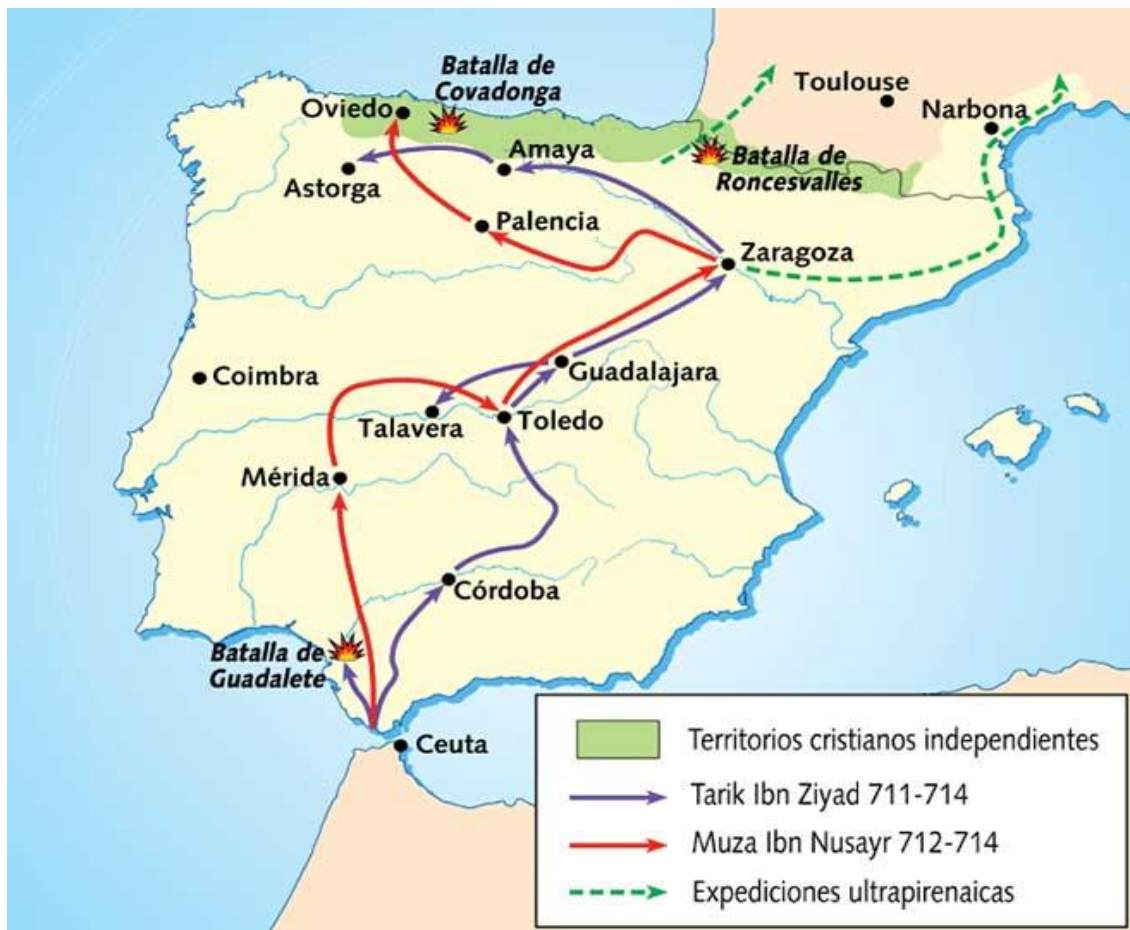 Batalla de
Covadonga
Oviedo
Toulouse
Narbona
Amaya
Batalla de
Roncesvalles
Astorga
Palencia
Zaragoza
Coimbra
Guadalajara
Talavera
Toledo
Mérida
Córdoba
Batalla de
Guadalete
Ceuta
Territorios cristianos independientes
Tarik Ibn Ziyad 711-714
Muza Ibn Nusayr 712-714
Expediciones ultrapirenaicas